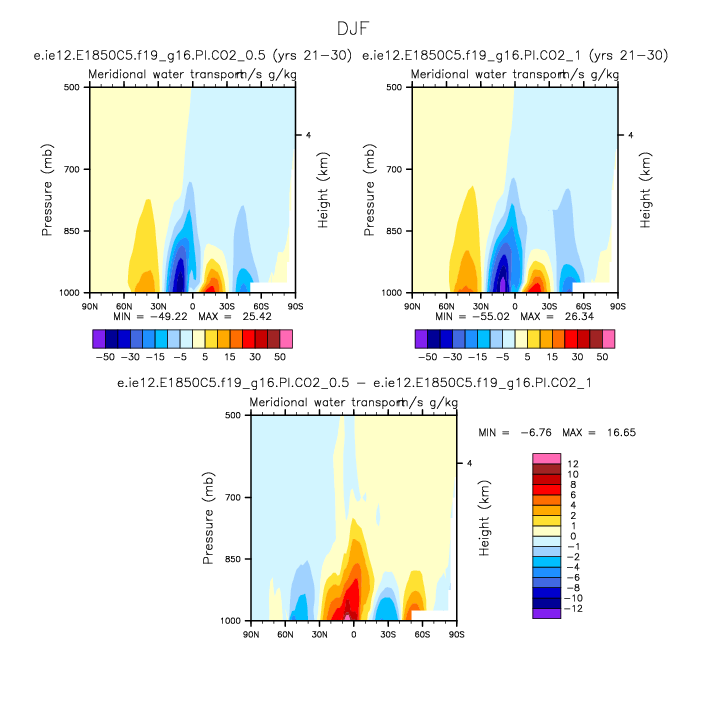 DJF
e.ie12.E1850C5.f19_g16.PI.CO2_0.5 (yrs 21-30) e.ie12.E1850C5.f19_g16.PI.CO2_1 (yrs 21-30)
Meridional water transport m/s g/kg Meridional water transport m/s g/kg
500 500
4 4
700 700
Pressure (mb) Height (km) Pressure (mb) Height (km)
850 850
1000 1000
90N 60N 30N 0 30S 60S 90S 90N 60N 30N 0 30S 60S 90S
MIN = -49.22 MAX = 25.42 MIN = -55.02 MAX = 26.34
-50 -30 -15 -5 5 15 30 50 -50 -30 -15 -5 5 15 30 50
e.ie12.E1850C5.f19_g16.PI.CO2_0.5 - e.ie12.E1850C5.f19_g16.PI.CO2_1
Meridional water transport m/s g/kg
500
MIN = -6.76 MAX = 16.65
4
700
Pressure (mb) Height (km)
850
1000
90N 60N 30N 0 30S 60S 90S
12
10
8
6
4
2
1
0
-1
-2
-4
-6
-8
-10
-12